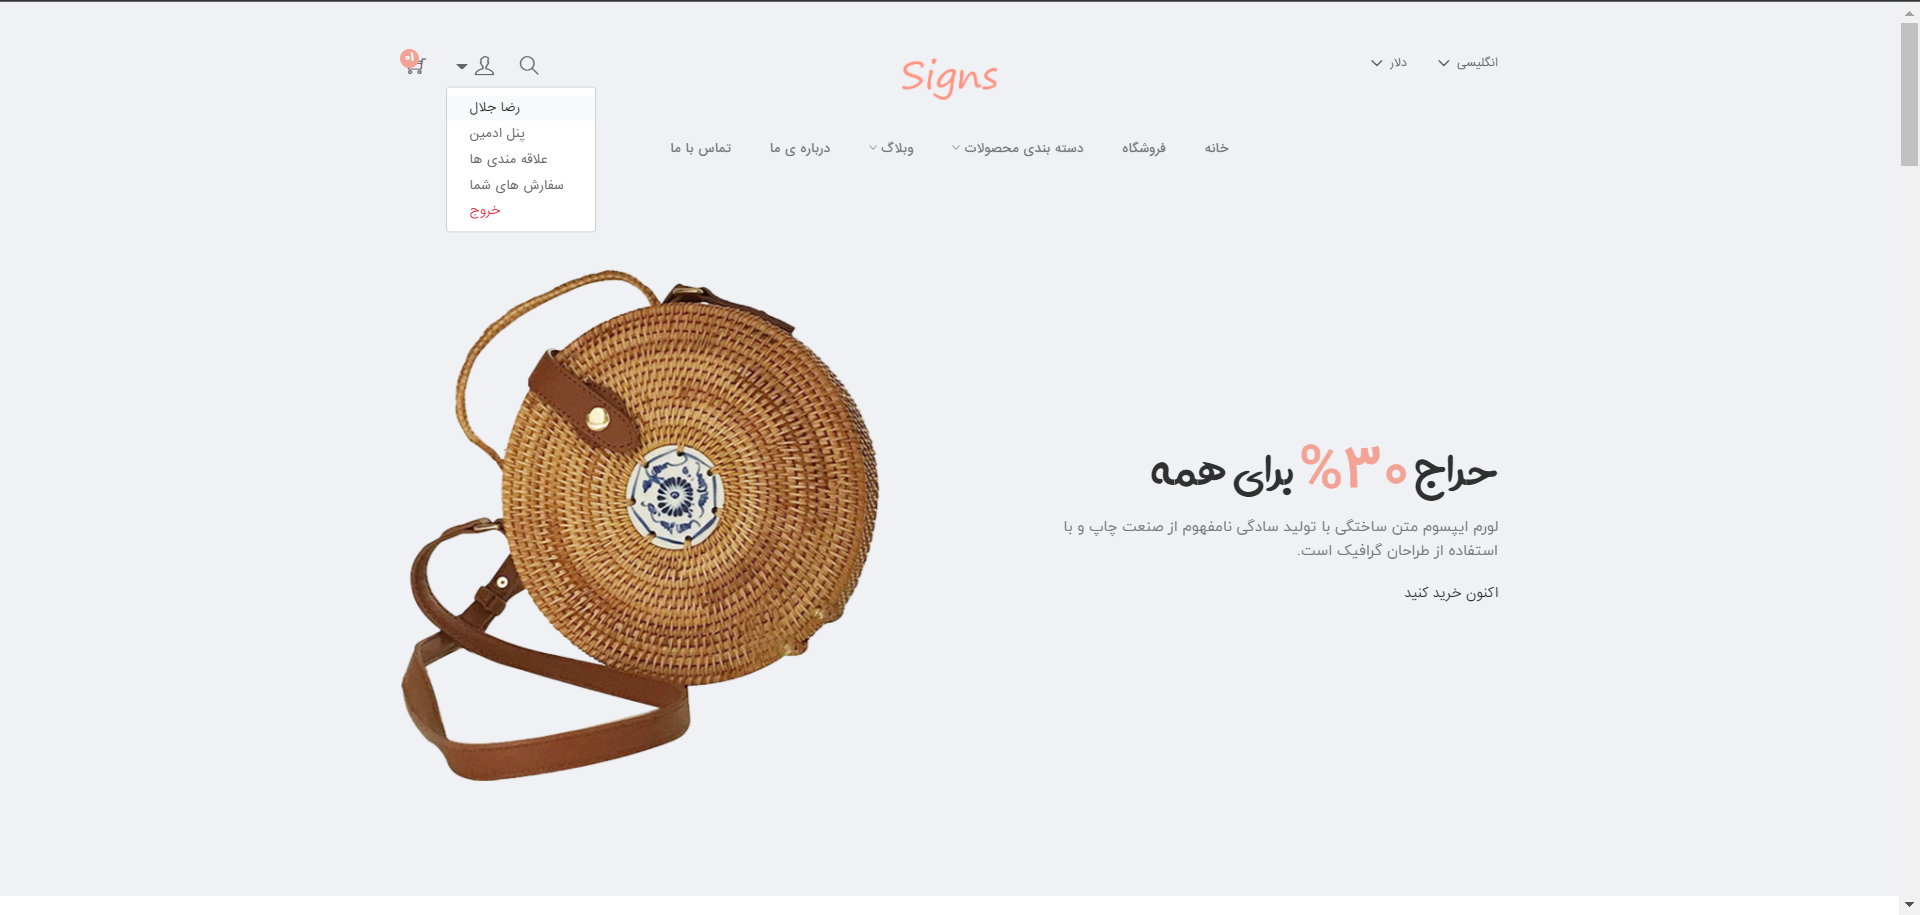 انگلیسی
دلار
Signs
۰۱
رضا جلال
پنل ادمین
علاقه مندی ها
سفارش های شما
خروج
خانه
فروشگاه
دسته بندی محصولات
وبلاگ
درباره ی ما
تماس با ما
حراج ۳۰% برای همه
لورم ایپسوم متن ساختگی با تولید سادگی نامفهوم از صنعت چاپ و با
استفاده از طراحان گرافیک است.
اکنون خرید کنید